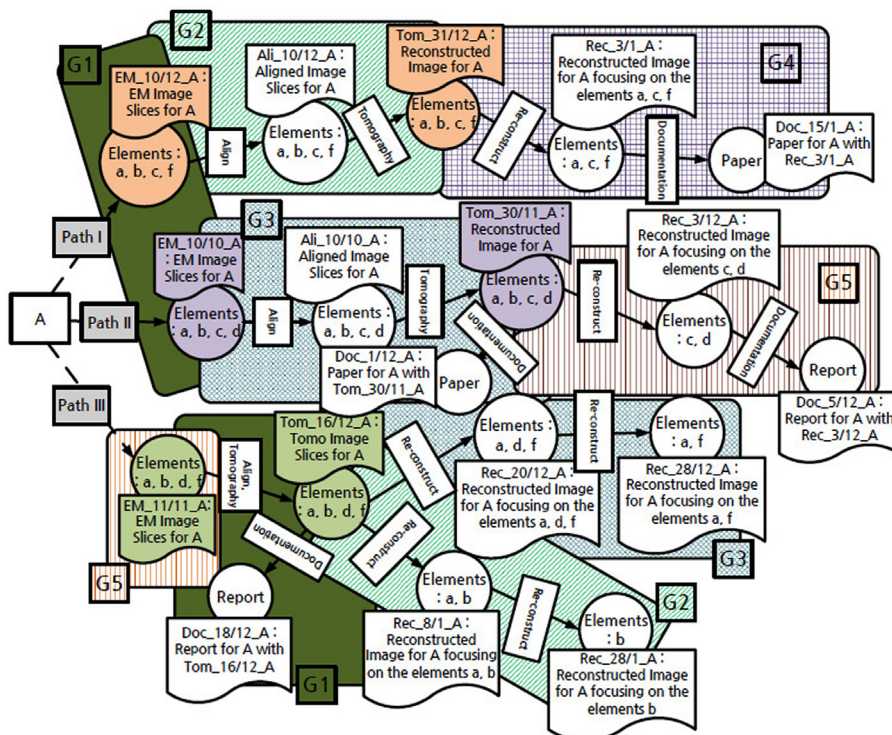 G1
G2
EM_10/12_A :
EM Image
Slices for A
Elements :
a, b, c, f
Align
Ali_10/12_A :
Aligned Image
Slices for A
Elements
: a, b, c, f
Tomography
Tom_31/12_A :
Reconstructed
Image for A
Elements
: a, b, c, f
Re-construct
Rec_3/1_A :
Reconstructed Image
for A focusing on the
elements a, c, f
Elements
: a, c, f
Documentation
G4
Paper
Doc_15/1_A :
Paper for A with
Rec_3/1_A
Path I
A
Path II
Path III
G3
EM_10/10_A
: EM Image
Slices for A
Elements
: a, b, c, d
Align
Ali_10/10_A :
Aligned Image
Slices for A
Elements
: a, b, c, d
Tomography
Tom_30/11_A :
Reconstructed
Image for A
Elements
: a, b, c, d
Documentation
Doc_1/12_A :
Paper for A with
Tom_30/11_A
Paper
Re-construct
Rec_3/12_A :
Reconstructed Image
for A focusing on the
elements c, d
Elements
: c, d
Documentation
G5
Report
Doc_5/12_A :
Report for A with
Rec_3/12_A
Elements
: a, b, d, f
EM_11/11_A:
EM Image
Slices for A
G5
Align,
Tomography
Tom_16/12_A :
Tomo Image
Slices for A
Elements
: a, b, d, f
Re-construct
Elements
: a, d, f
Rec_20/12_A :
Reconstructed Image
for A focusing on the
elements a, d, f
Re-construct
Elements
: a, f
Rec_28/12_A :
Reconstructed Image
for A focusing on the
elements a, f
G3
Documentation
Report
Doc_18/12_A :
Report for A with
Tom_16/12_A
G1
Re-construct
Elements
: a, b
Rec_8/1_A :
Reconstructed
Image for A focusing
on the elements a, b
Re-construct
Elements
: b
G2
Rec_28/1_A :
Reconstructed Image
for A focusing on the
elements b